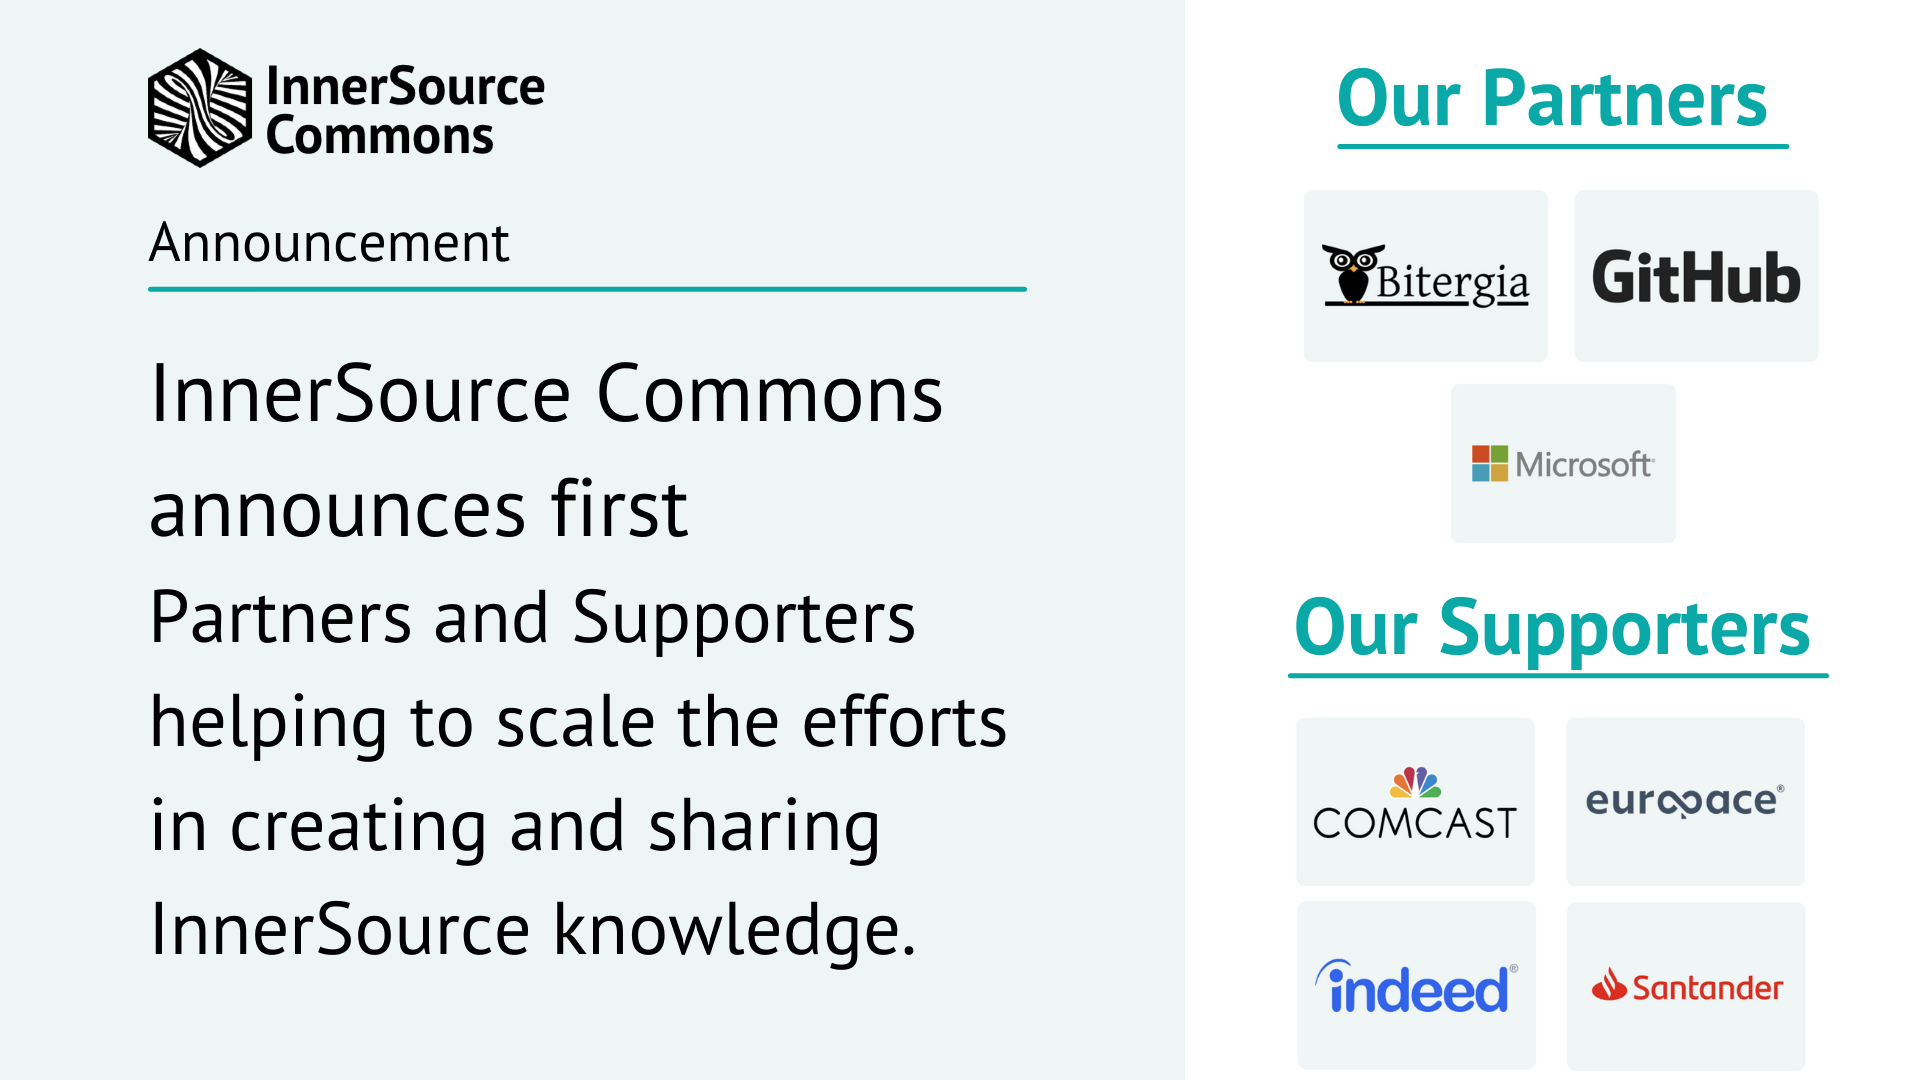 InnerSource
Commons
Announcement
InnerSource Commons
announces first
Partners and Supporters
helping to scale the efforts
in creating and sharing
InnerSource knowledge.
Our Partners
Bitergia
GitHub
Microsoft
Our Supporters
COMCAST
europace®
indeed®
Santander